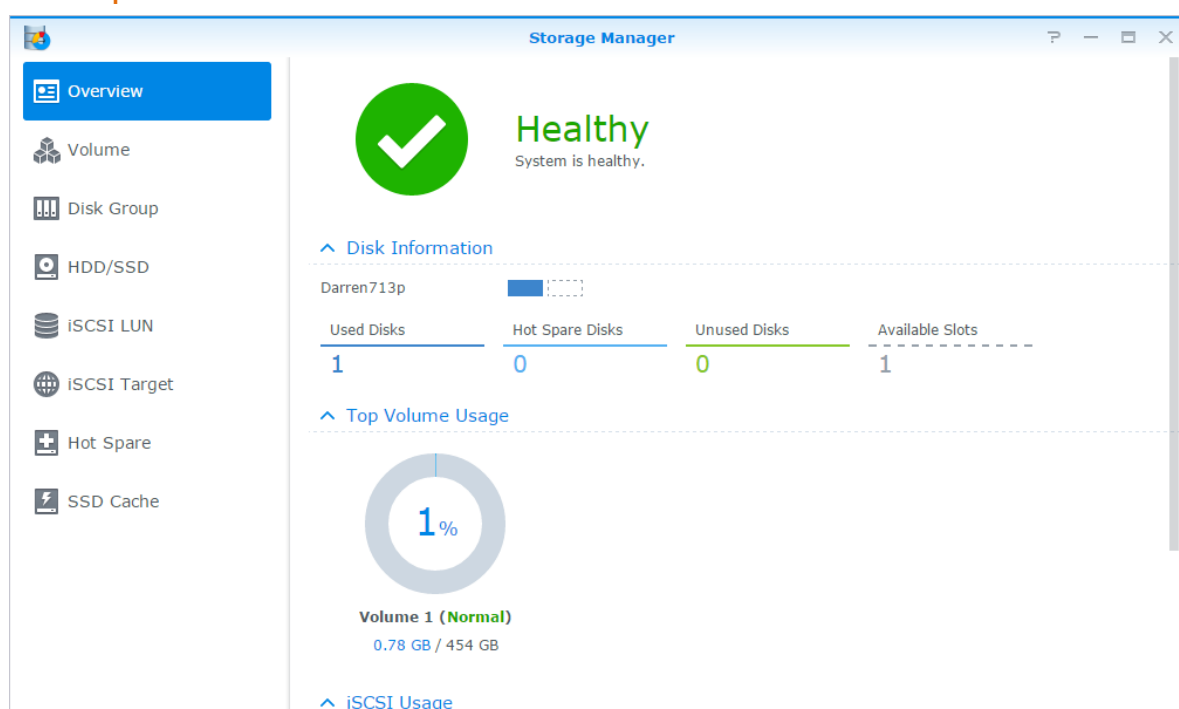 Storage Manager
Overview
Volume
Disk Group
HDD/SSD
iSCSI LUN
iSCSI Target
Hot Spare
SSD Cache
Healthy
System is healthy.
Disk Information
Darren713p
Used Disks Hot Spare Disks Unused Disks Available Slots
1 0 0 1
Top Volume Usage
1%
Volume 1 (Normal)
0.78 GB / 454 GB
iSCSI Usage